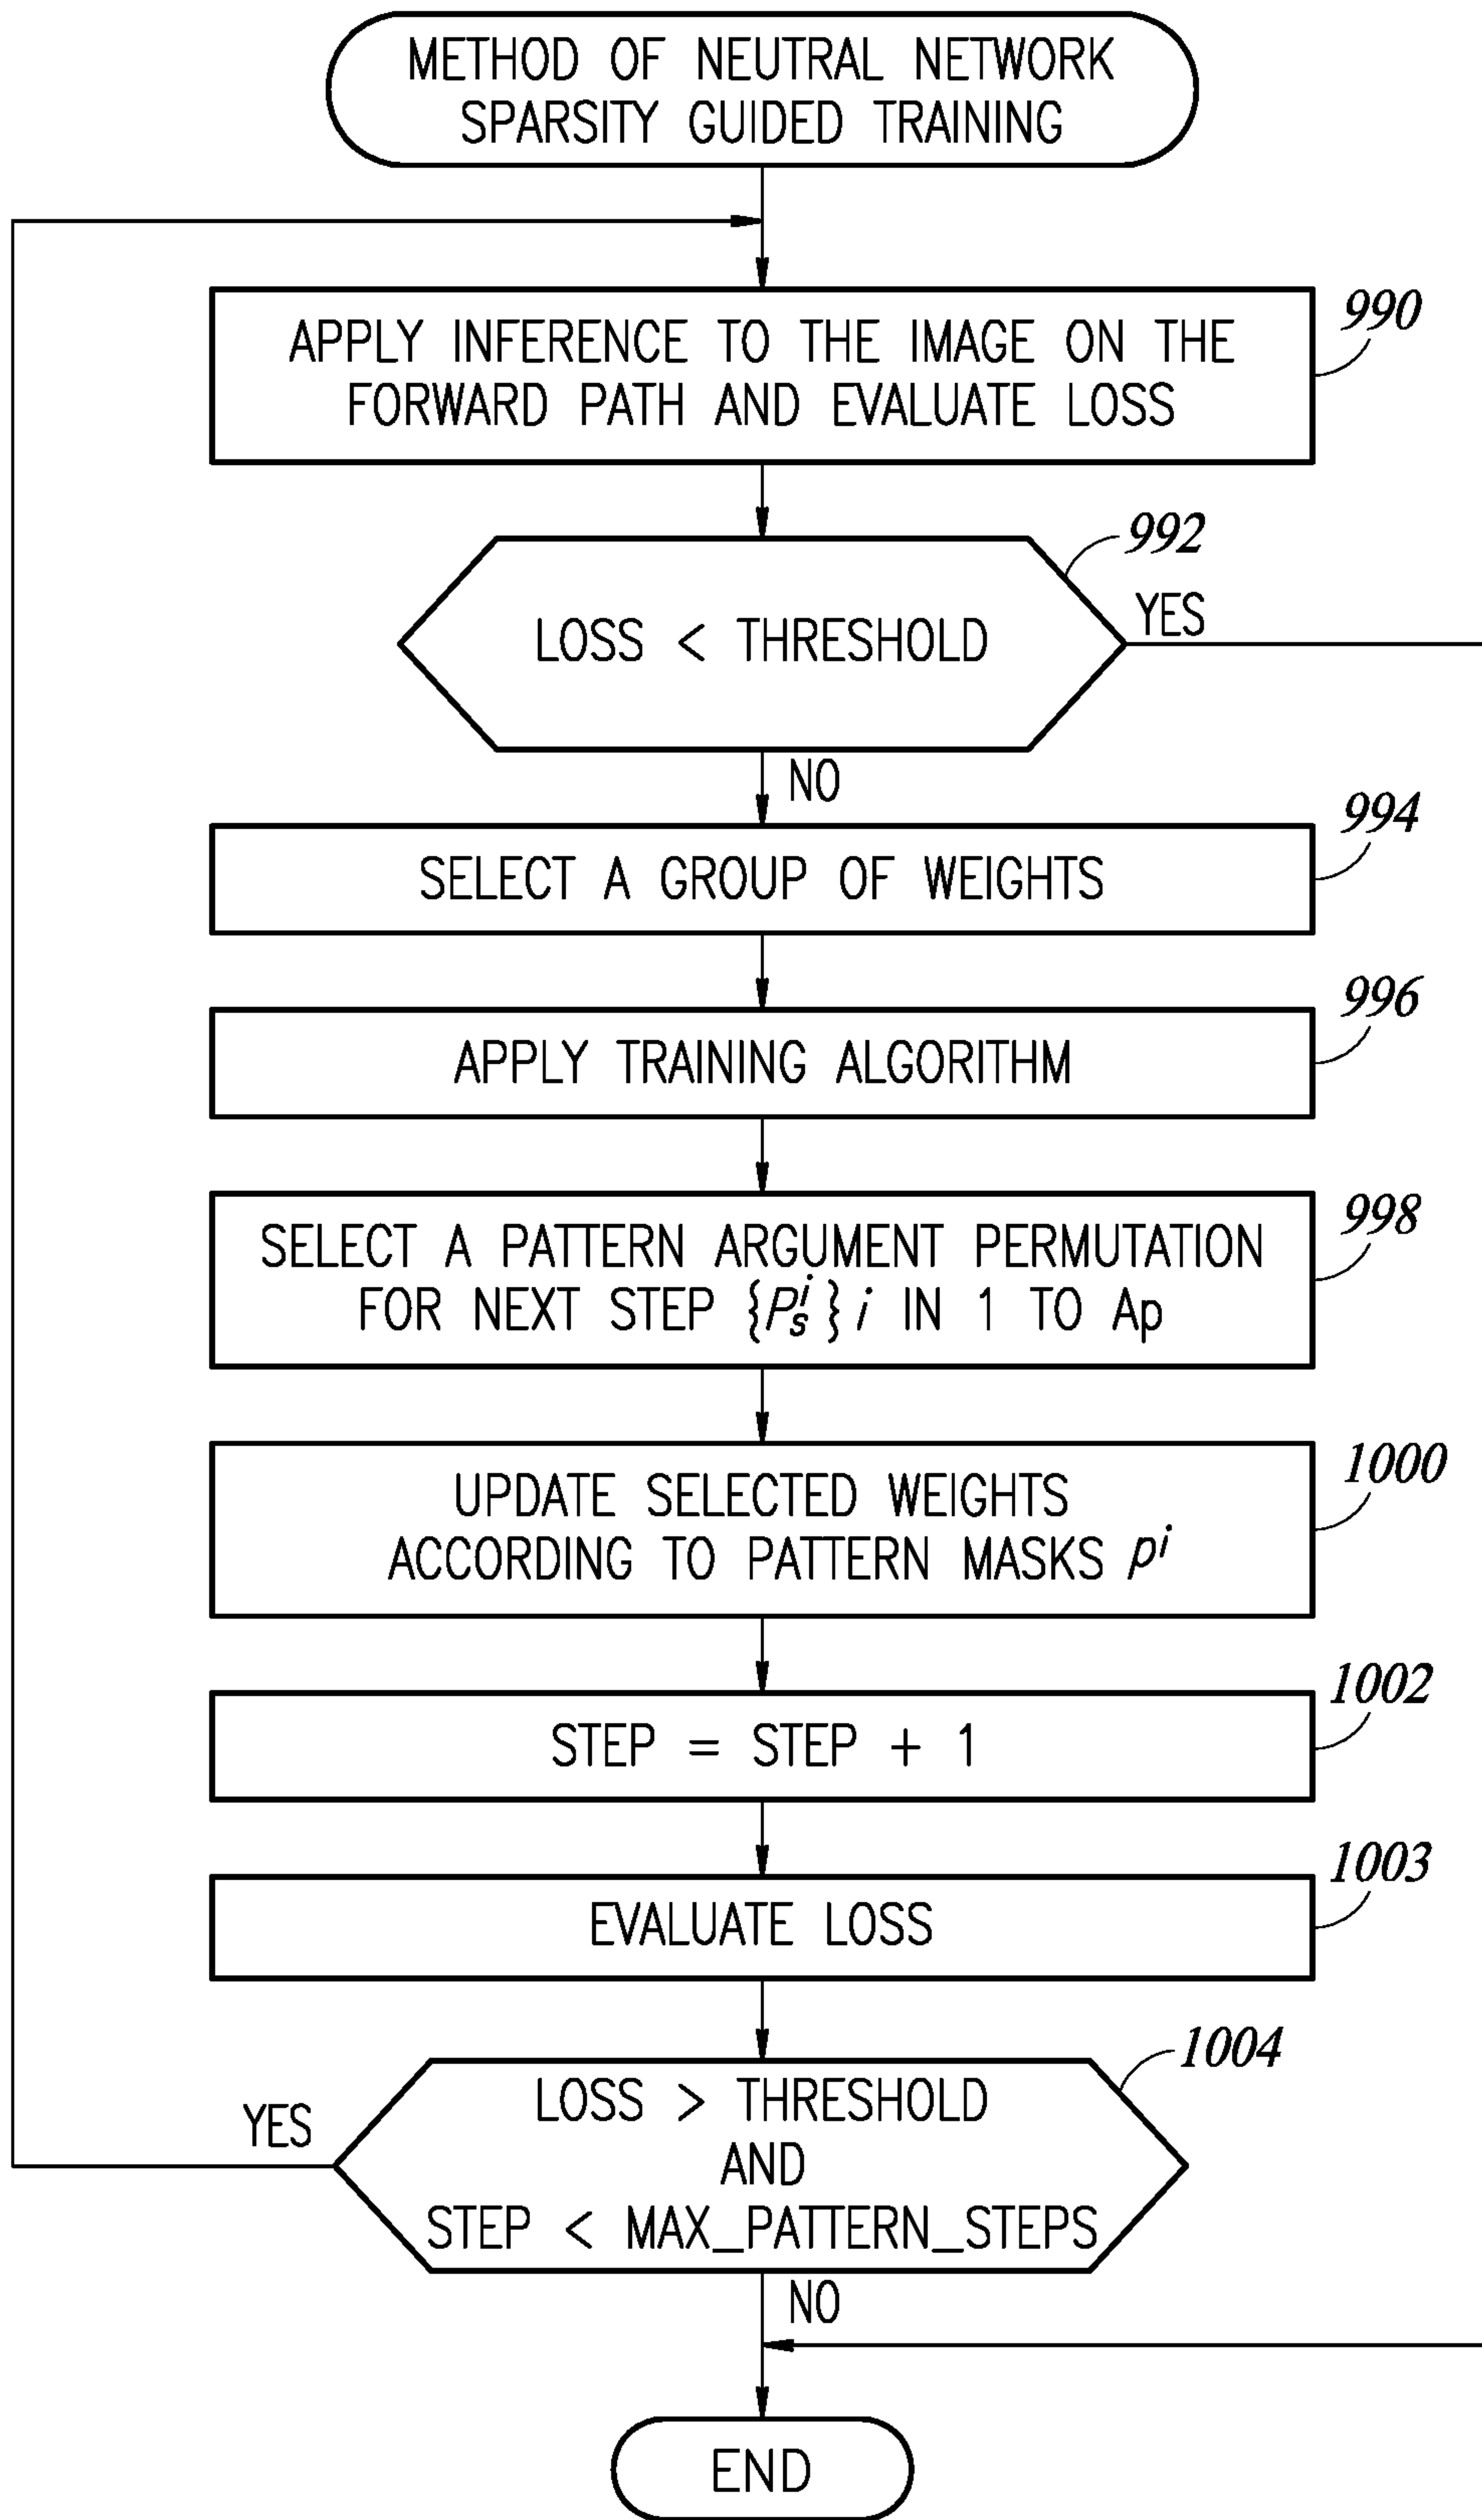 METHOD OF NEUTRAL NETWORK
SPARSITY GUIDED TRAINING
APPLY INFERENCE TO THE IMAGE ON THE
FORWARD PATH AND EVALUATE LOSS
990
LOSS < THRESHOLD
992
YES
NO
SELECT A GROUP OF WEIGHTS
994
APPLY TRAINING ALGORITHM
996
SELECT A PATTERN ARGUMENT PERMUTATION
FOR NEXT STEP {P_s^i} i IN 1 TO Ap
998
UPDATE SELECTED WEIGHTS
ACCORDING TO PATTERN MASKS p^i
1000
STEP = STEP + 1
1002
EVALUATE LOSS
1003
LOSS > THRESHOLD
AND
STEP < MAX_PATTERN_STEPS
1004
YES
NO
END